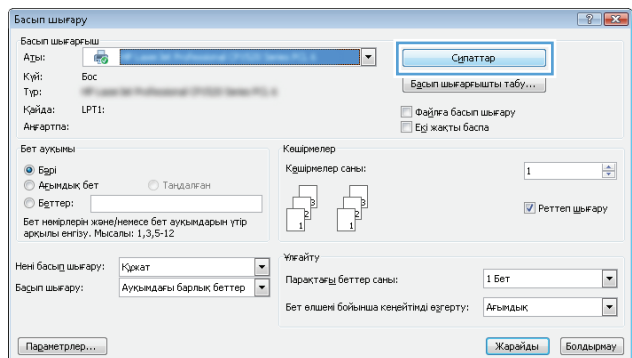 Басып шығару
Басып шығарғыш
Аты:
Сипаттар
Күй: Бос
Түр:
Басып шығарғышты табу...
Қайда: LPT1:
Файлға басып шығару
Аңғартпа:
Екі жақты баспа
Бет ауқымы
Бәрі
Ағымдық бет
Таңдалған
Беттер:
Бет нөмірлерін және/немесе бет ауқымдарын үтір
арқылы енгізу. Мысалы: 1,3,5-12
Көшірмелер
Көшірмелер саны: 1
Реттеп шығару
Нені басып шығару: Құжат
Басып шығару: Ауқымдағы барлық беттер
Ұлғайту
Парақтағы беттер саны: 1 Бет
Бет өлшемі бойынша кеңейтімді өзгерту: Ағымдық
Параметрлер...
Жарайды
Болдырмау